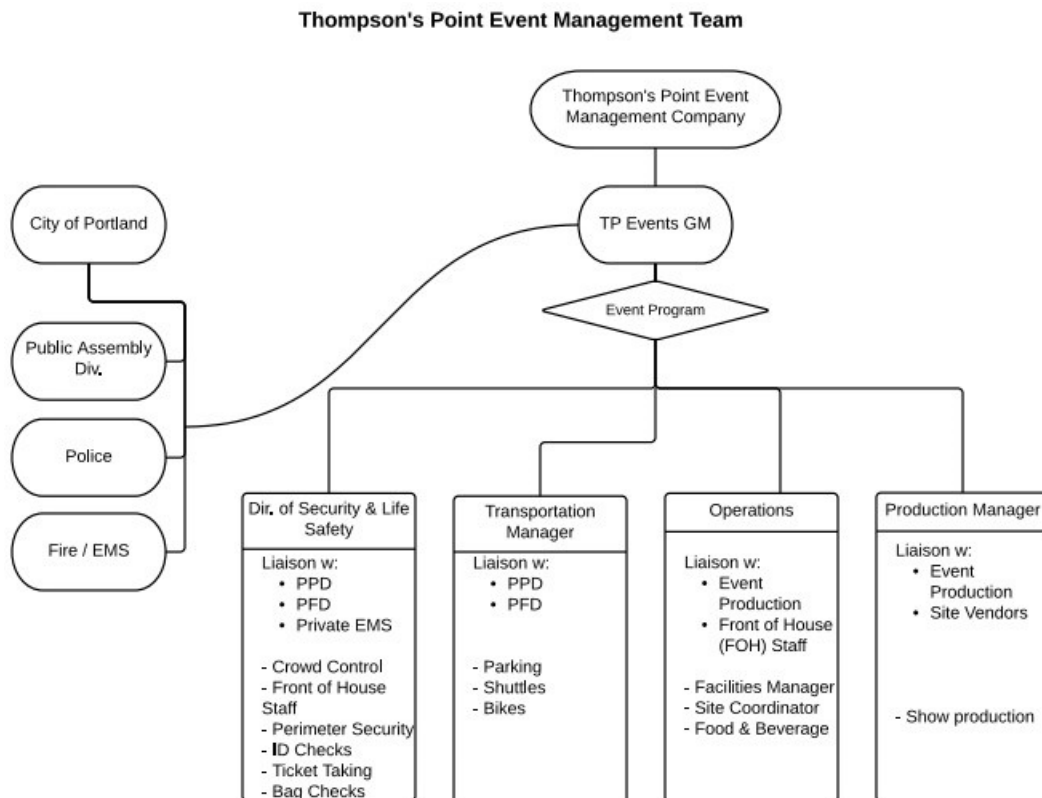 Thompson's Point Event Management Team
Thompson's Point Event
Management Company
City of Portland
TP Events GM
Event Program
Public Assembly
Div.
Police
Fire / EMS
Dir. of Security & Life
Safety
Liaison w:
• PPD
• PFD
• Private EMS
- Crowd Control
- Front of House
Staff
- Perimeter Security
- ID Checks
- Ticket Taking
- Bag Checks
Transportation
Manager
Liaison w:
• PPD
• PFD
- Parking
- Shuttles
- Bikes
Operations
Liaison w:
• Event
Production
• Front of House
(FOH) Staff
- Facilities Manager
- Site Coordinator
- Food & Beverage
Production Manager
Liaison w:
• Event
Production
• Site Vendors
- Show production